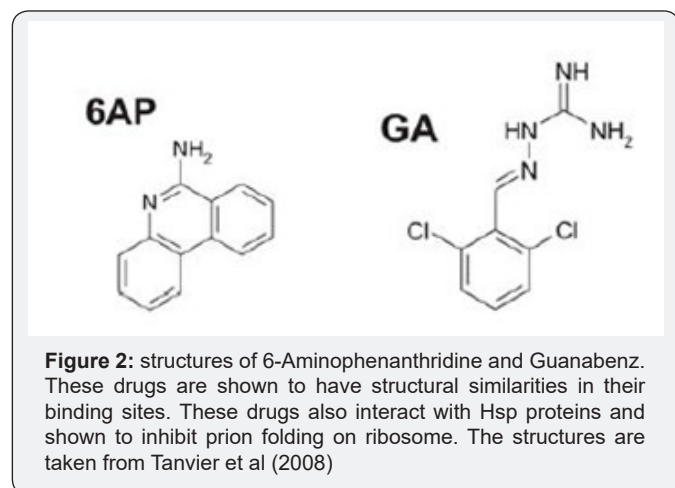 6AP
NH2
N
GA
NH
HN
NH2
N
Cl
Cl
Figure 2: structures of 6-Aminophenanthridine and Guanabenz.
These drugs are shown to have structural similarities in their
binding sites. These drugs also interact with Hsp proteins and
shown to inhibit prion folding on ribosome. The structures are
taken from Tanvier et al (2008)